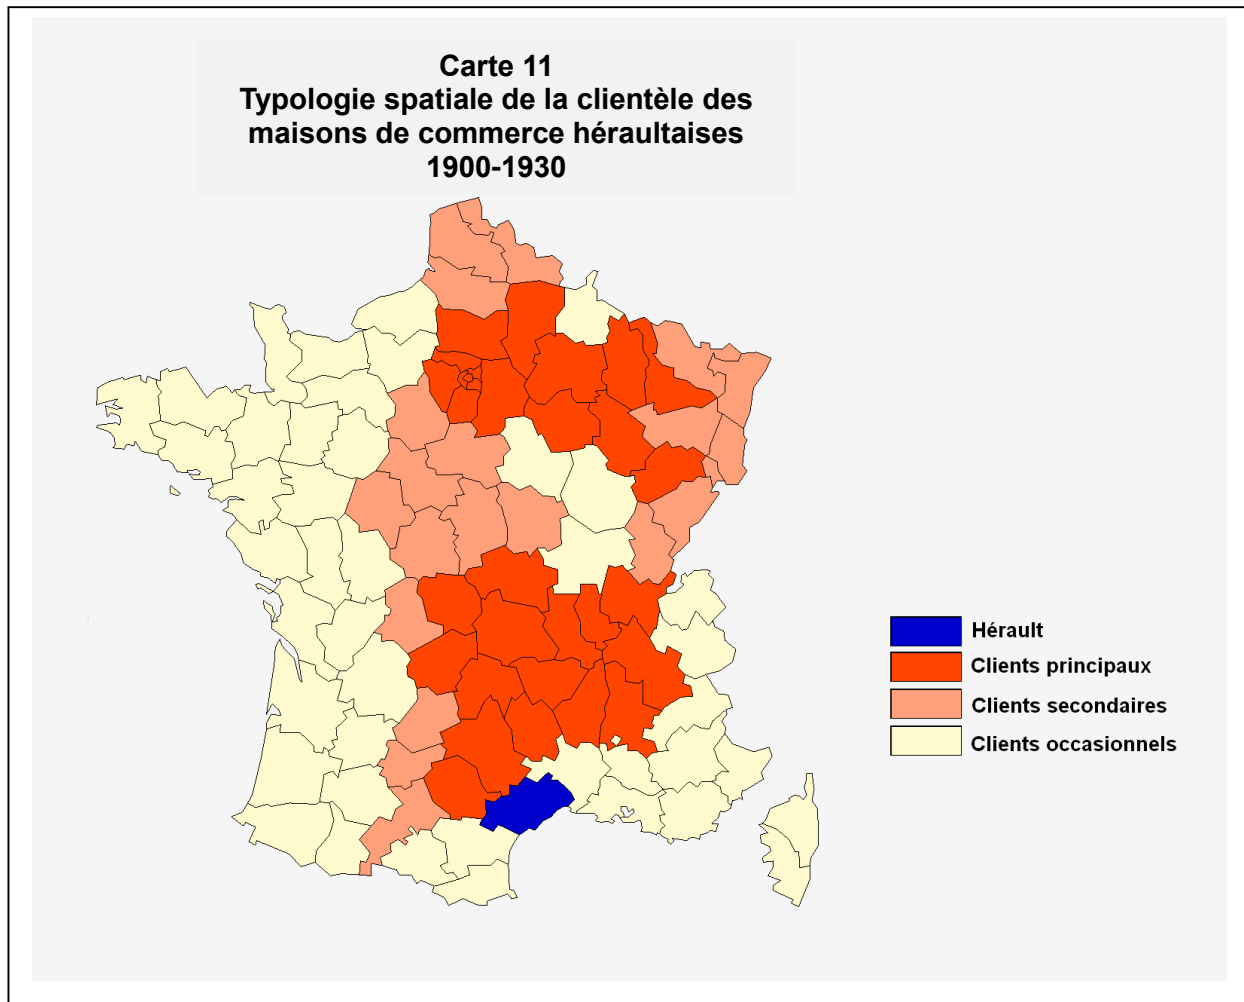 Carte 11
Typologie spatiale de la clientèle des
maisons de commerce héraultaises
1900-1930
Hérault
Clients principaux
Clients secondaires
Clients occasionnels